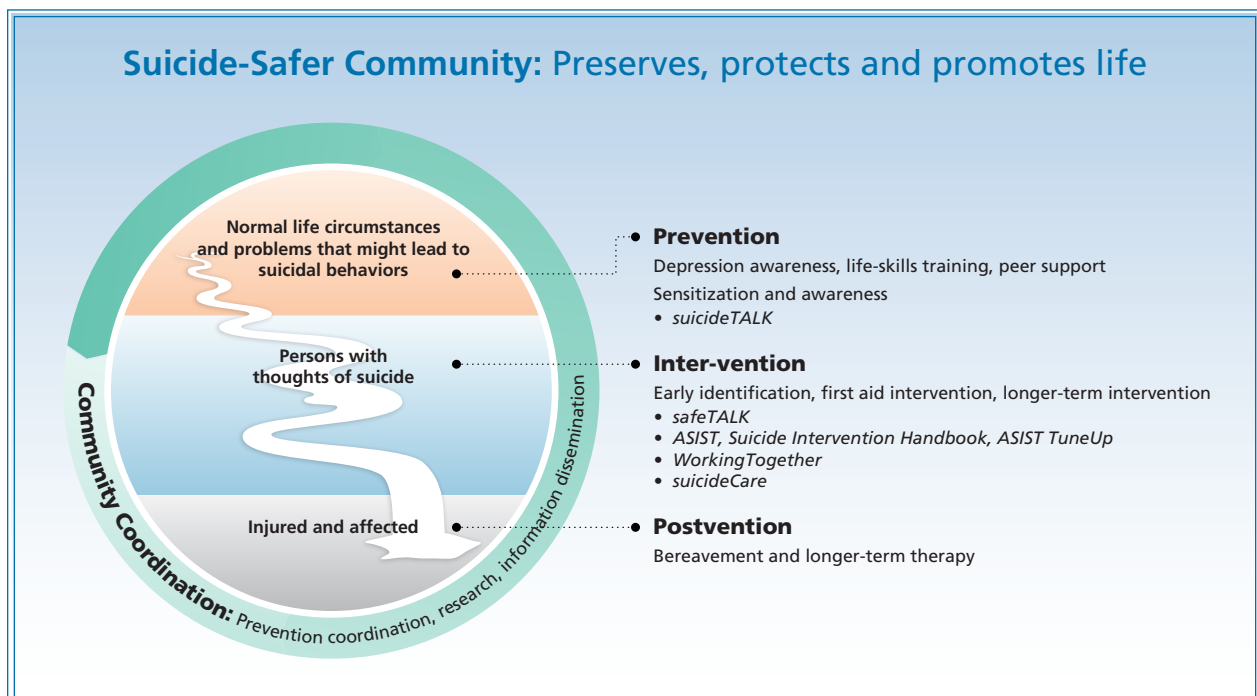 Suicide-Safer Community: Preserves, protects and promotes life
Normal life circumstances
and problems that might lead to
suicidal behaviors
Persons with
thoughts of suicide
Injured and affected
Community Coordination: Prevention coordination, research, information dissemination
Prevention
Depression awareness, life-skills training, peer support
Sensitization and awareness
• suicideTALK
Inter-vention
Early identification, first aid intervention, longer-term intervention
• safeTALK
• ASIST, Suicide Intervention Handbook, ASIST TuneUp
• WorkingTogether
• suicideCare
Postvention
Bereavement and longer-term therapy